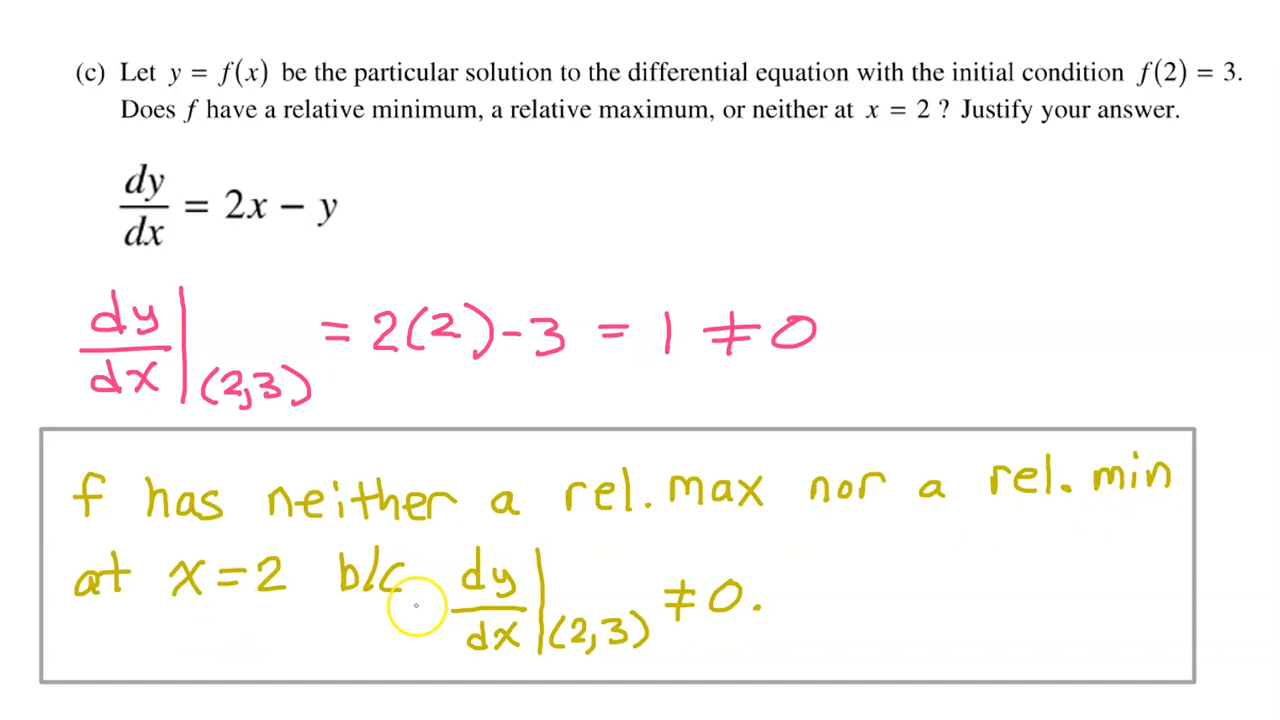 (c) Let y = f(x) be the particular solution to the differential equation with the initial condition f(2) = 3.
Does f have a relative minimum, a relative maximum, or neither at x = 2 ? Justify your answer.
dy/dx = 2x − y
dy/dx|(2,3) = 2(2)-3 = 1 ≠ 0
f has neither a rel. max nor a rel. min
at x=2 b/c dy/dx|(2,3) ≠ 0.